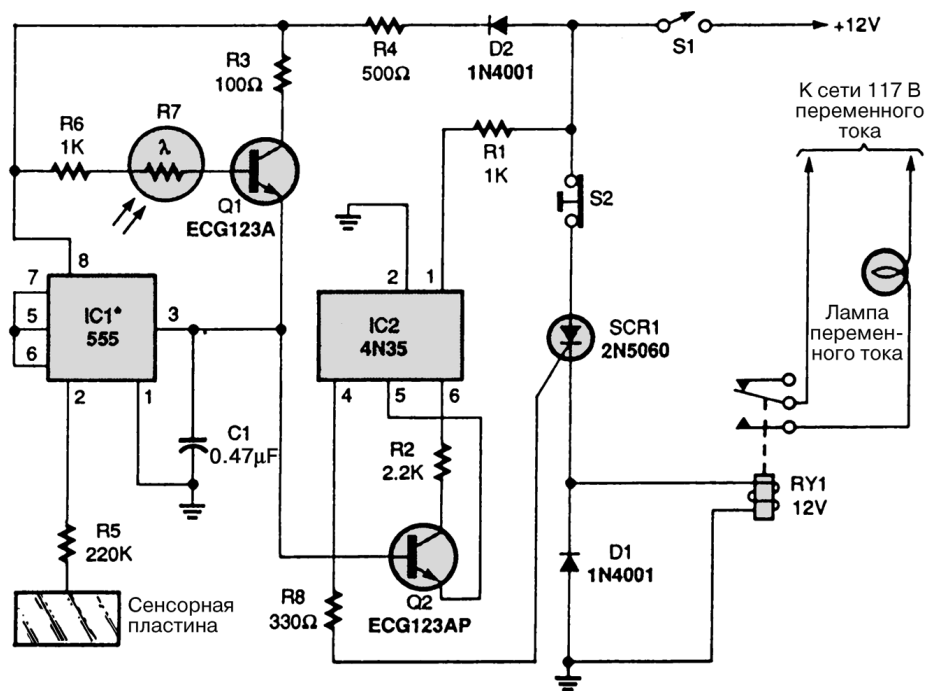 R4
500Ω
D2
1N4001
S1
+12V
R3
100Ω
К сети 117 В
переменного
тока
R6
1K
R7
λ
R1
1K
Q1
ECG123A
S2
8
7
5
6
IC1*
555
3
2
1
2
1
IC2
4N35
4
5
6
SCR1
2N5060
Лампа
перемен-
ного тока
C1
0.47μF
R2
2.2K
RY1
12V
R5
220K
D1
1N4001
Q2
ECG123AP
R8
330Ω
Сенсорная
пластина